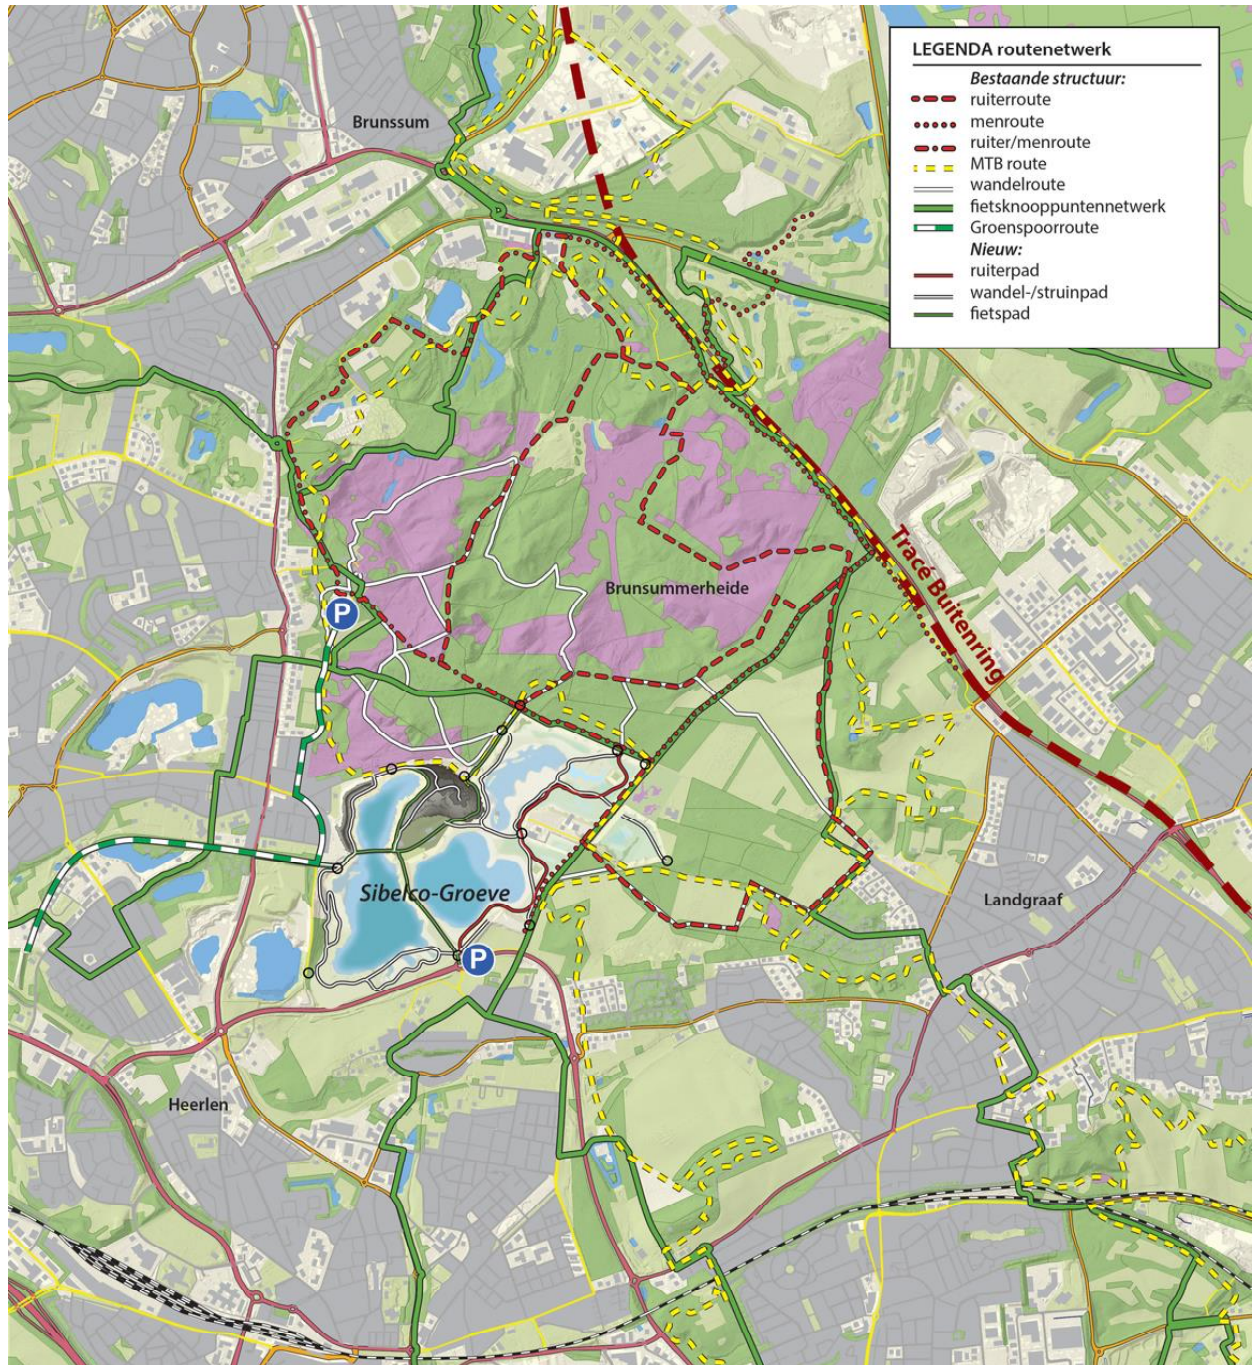 LEGENDA routenetwerk
Bestaande structuur:
ruiterroute
menroute
ruiter/menroute
MTB route
wandelroute
fietsknooppuntennetwerk
Groenspoorroute
Nieuw:
ruiterpad
wandel-/struinpad
fietspad
Brunssum
Tracé Buitenring
Brunsummerheide
P
Sibelco-Groeve
Landgraaf
P
Heerlen